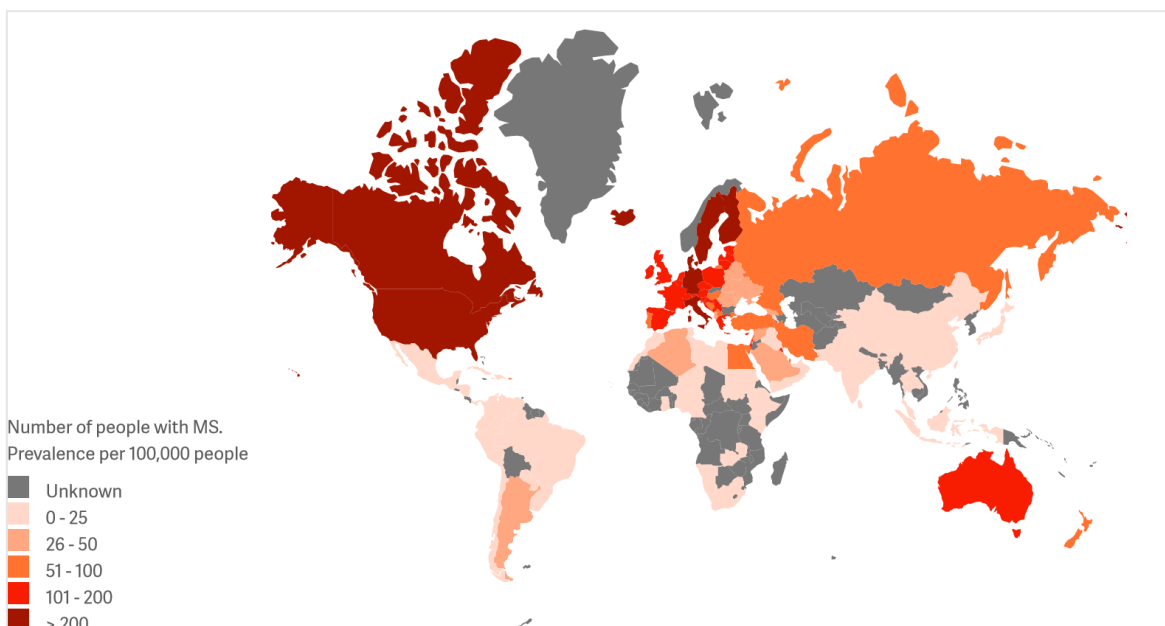 Number of people with MS.
Prevalence per 100,000 people
Unknown
0 - 25
26 - 50
51 - 100
101 - 200
> 200